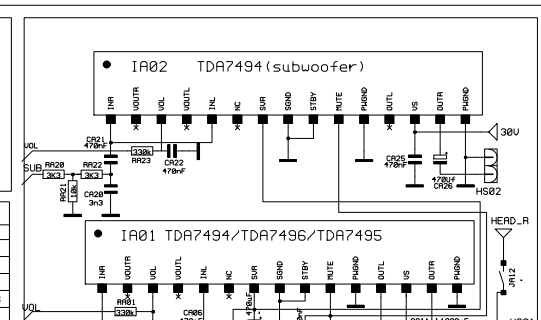 IA02 TDA7494(subwoofer)
INR VOUTR VOL VOUTL INL NC SVR SGND STBY MUTE PWGND OUTL VS OUTR PWGND
30V
VOL
CA21
470nF
330k
RA23
CA22
470nF
SUB
RA20
3K3
RA22
3K3
RA21
10k
CA20
3n3
CA25
470nF
470Uf
CA26
HS02
IA01 TDA7494/TDA7496/TDA7495
INR VOUTR VOL VOUTL INL NC SVR SGND STBY MUTE PWGND OUTL VS OUTR PWGND
HEAD_R
JA12
VOL
RA01
330k
CA06
470uF